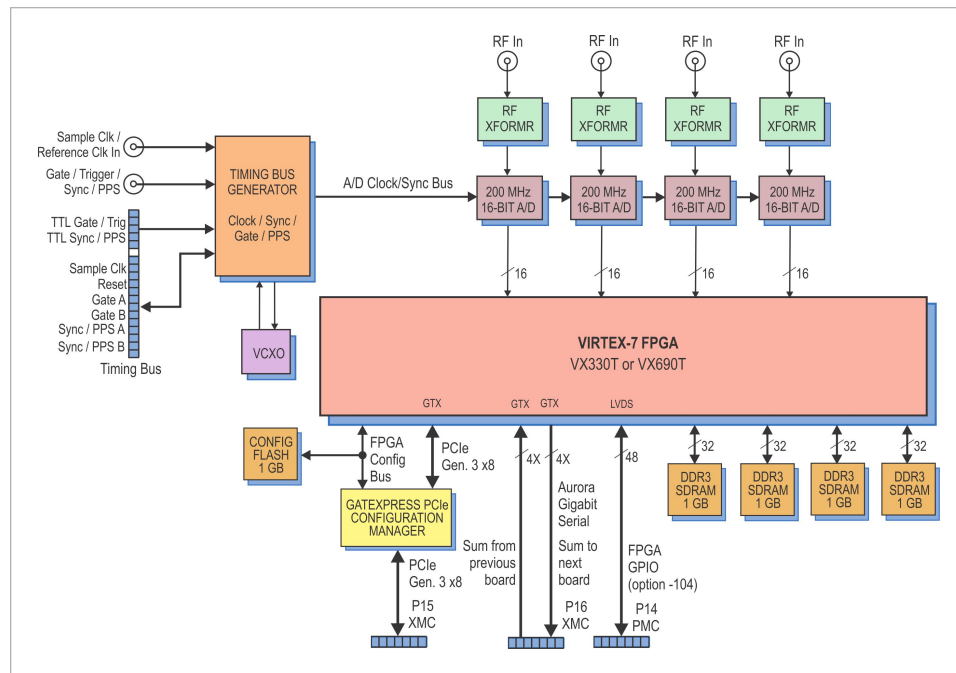 RF In
RF In
RF In
RF In
RF
XFORMR
RF
XFORMR
RF
XFORMR
RF
XFORMR
Sample Clk /
Reference Clk In
Gate / Trigger /
Sync / PPS
TTL Gate / Trig
TTL Sync / PPS
Sample Clk
Reset
Gate A
Gate B
Sync / PPS A
Sync / PPS B
Timing Bus
TIMING BUS
GENERATOR
Clock / Sync /
Gate / PPS
VCXO
A/D Clock/Sync Bus
200 MHz
16-BIT A/D
200 MHz
16-BIT A/D
200 MHz
16-BIT A/D
200 MHz
16-BIT A/D
16
16
16
16
VIRTEX-7 FPGA
VX330T or VX690T
GTX
GTX
GTX
LVDS
CONFIG
FLASH
1 GB
FPGA
Config
Bus
PCIe
Gen. 3 x8
4X
4X
48
32
32
32
32
DDR3
SDRAM
1 GB
DDR3
SDRAM
1 GB
DDR3
SDRAM
1 GB
DDR3
SDRAM
1 GB
GATEXPRESS PCIe
CONFIGURATION
MANAGER
Aurora
Gigabit
Serial
PCIe
Gen. 3 x8
Sum from
previous
board
Sum to
next
board
FPGA
GPIO
(option -104)
P15
XMC
P16
XMC
P14
PMC